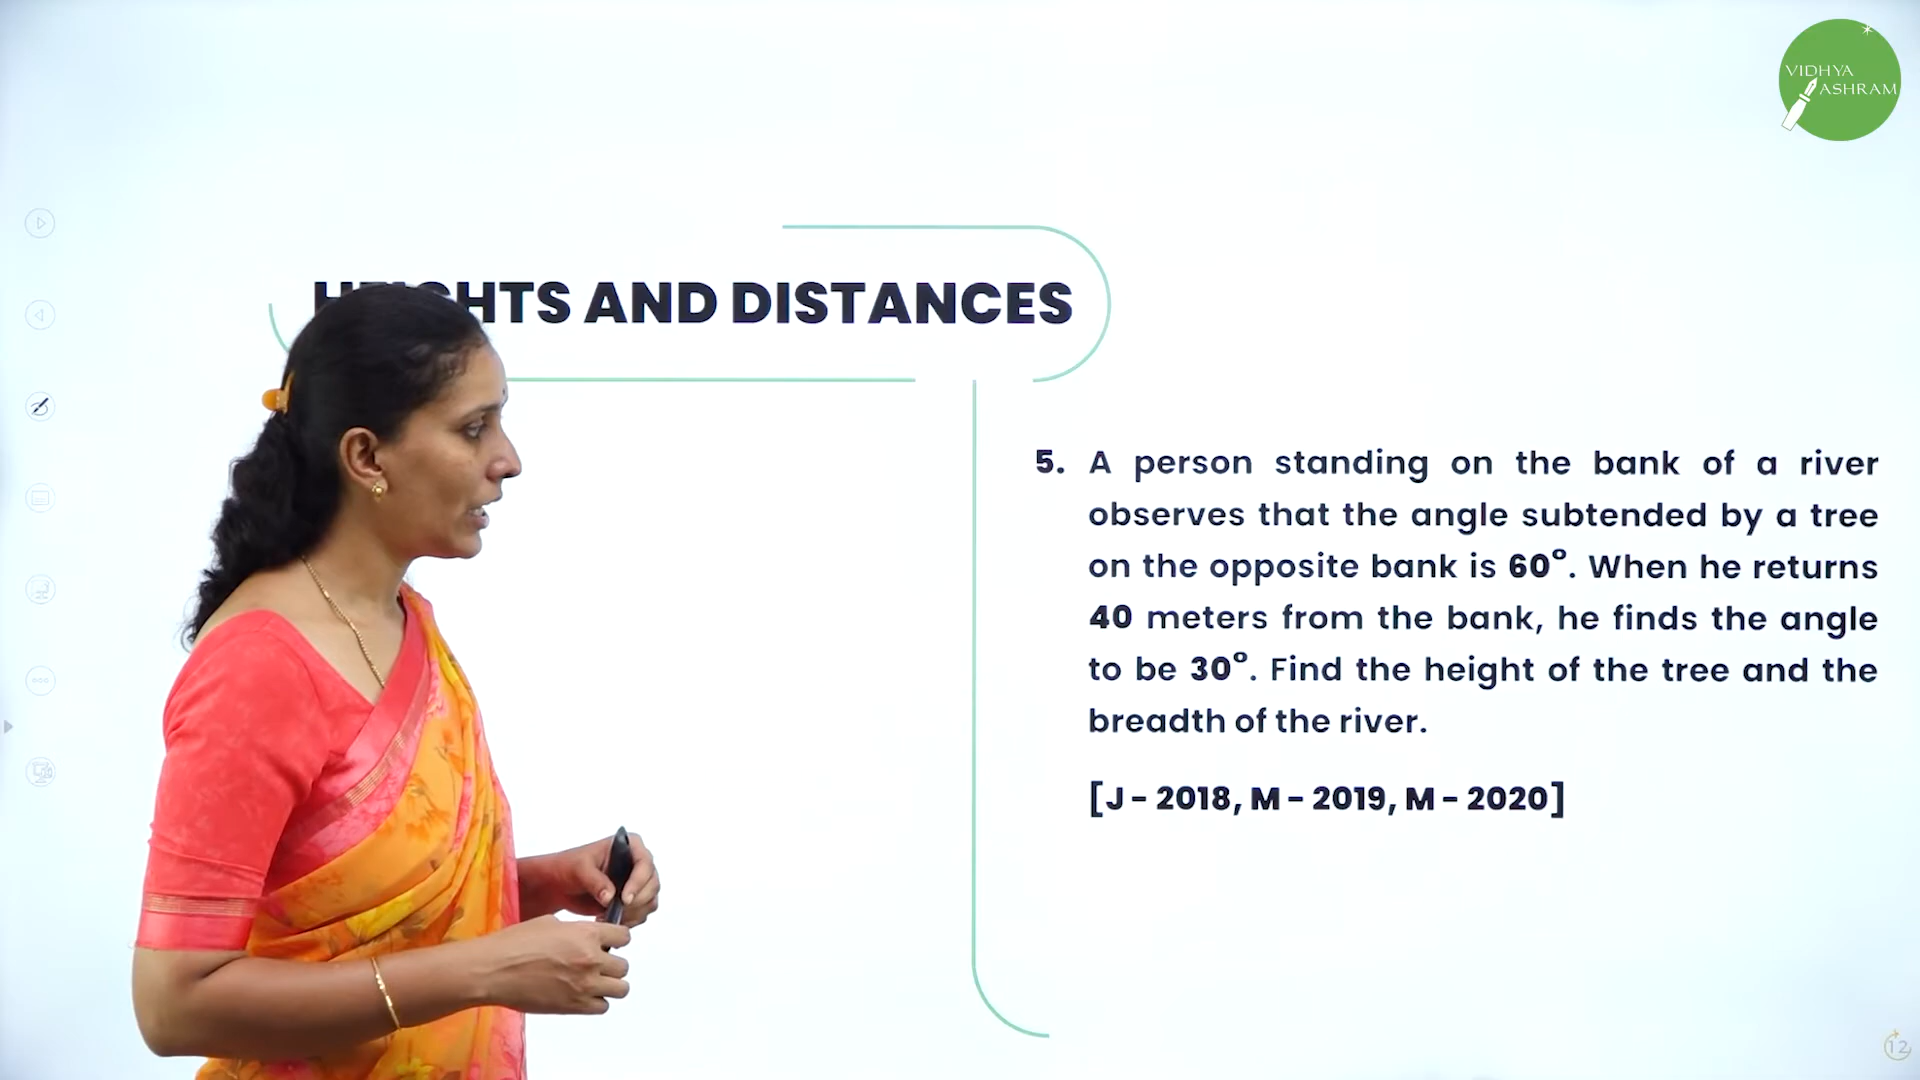 VIDHYA
ASHRAM
HTS AND DISTANCES
5. A person standing on the bank of a river
observes that the angle subtended by a tree
on the opposite bank is 60°. When he returns
40 meters from the bank, he finds the angle
to be 30°. Find the height of the tree and the
breadth of the river.
[J - 2018, M - 2019, M - 2020]
12